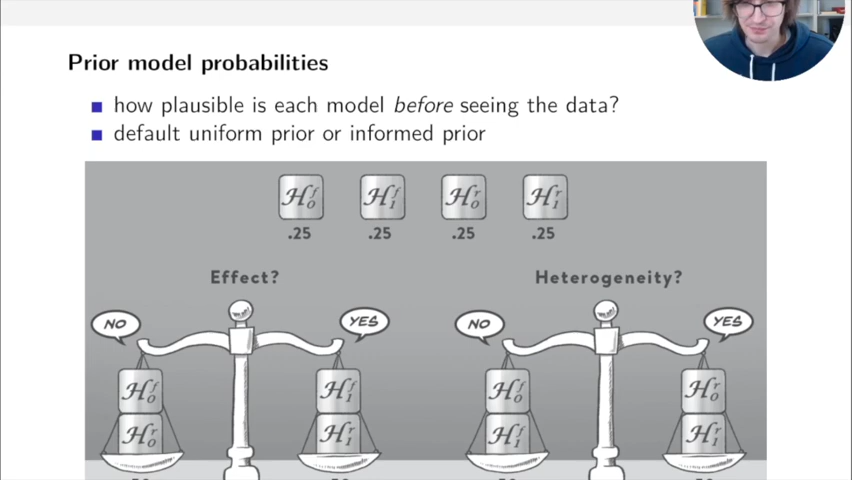 Prior model probabilities
how plausible is each model before seeing the data?
default uniform prior or informed prior
ℋ₀ᶠ ℋ₁ᶠ ℋ₀ʳ ℋ₁ʳ
.25 .25 .25 .25
Effect? Heterogeneity?
NO YES NO YES
ℋ₀ᶠ ℋ₁ᶠ ℋ₀ᶠ ℋ₀ʳ
ℋ₀ʳ ℋ₁ʳ ℋ₁ᶠ ℋ₁ʳ